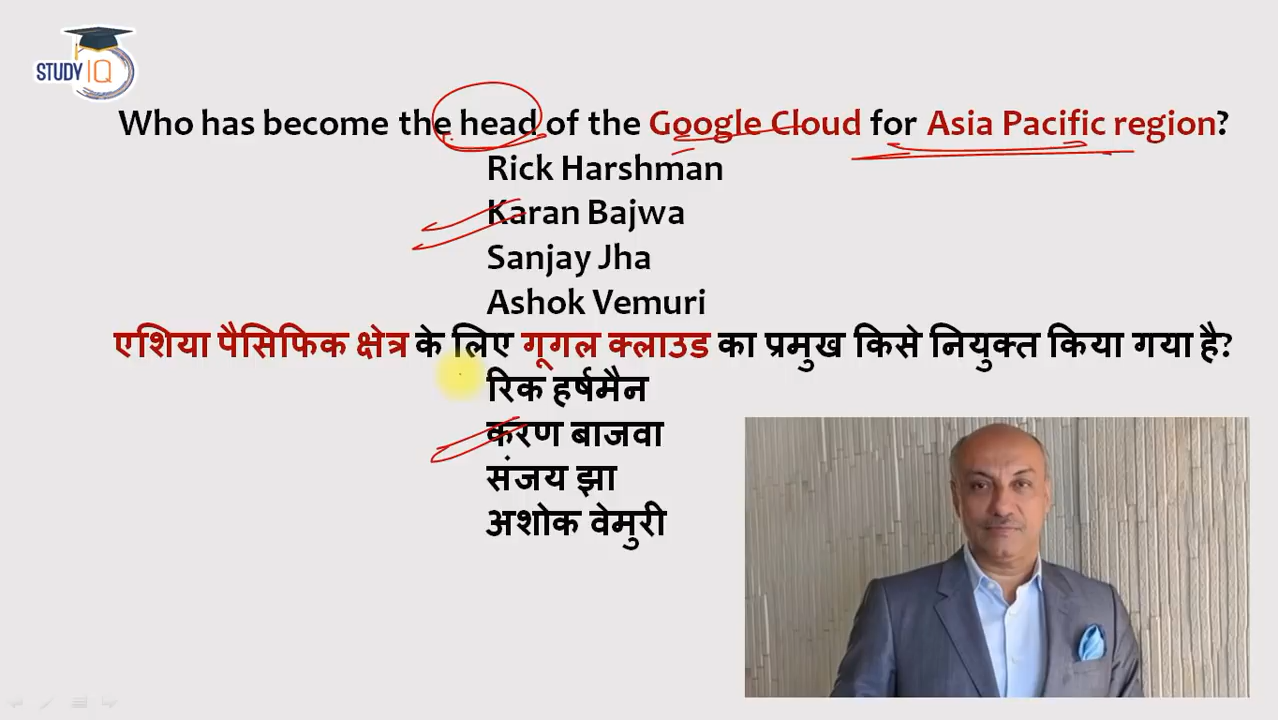 STUDY IQ
Who has become the head of the Google Cloud for Asia Pacific region?
Rick Harshman
Karan Bajwa
Sanjay Jha
Ashok Vemuri
एशिया पैसिफिक क्षेत्र के लिए गूगल क्लाउड का प्रमुख किसे नियुक्त किया गया है?
रिक हर्षमैन
करण बाजवा
संजय झा
अशोक वेमुरी